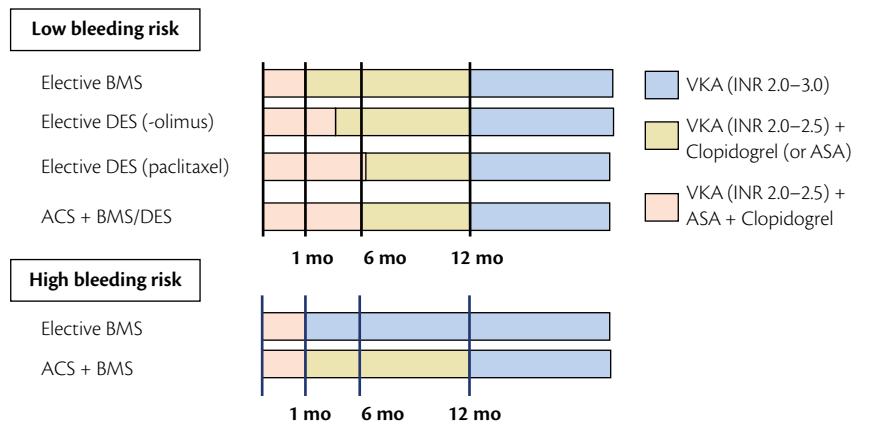 Low bleeding risk
Elective BMS
Elective DES (-olimus)
Elective DES (paclitaxel)
ACS + BMS/DES
1 mo 6 mo 12 mo
VKA (INR 2.0–3.0)
VKA (INR 2.0–2.5) +
Clopidogrel (or ASA)
VKA (INR 2.0–2.5) +
ASA + Clopidogrel
High bleeding risk
Elective BMS
ACS + BMS
1 mo 6 mo 12 mo